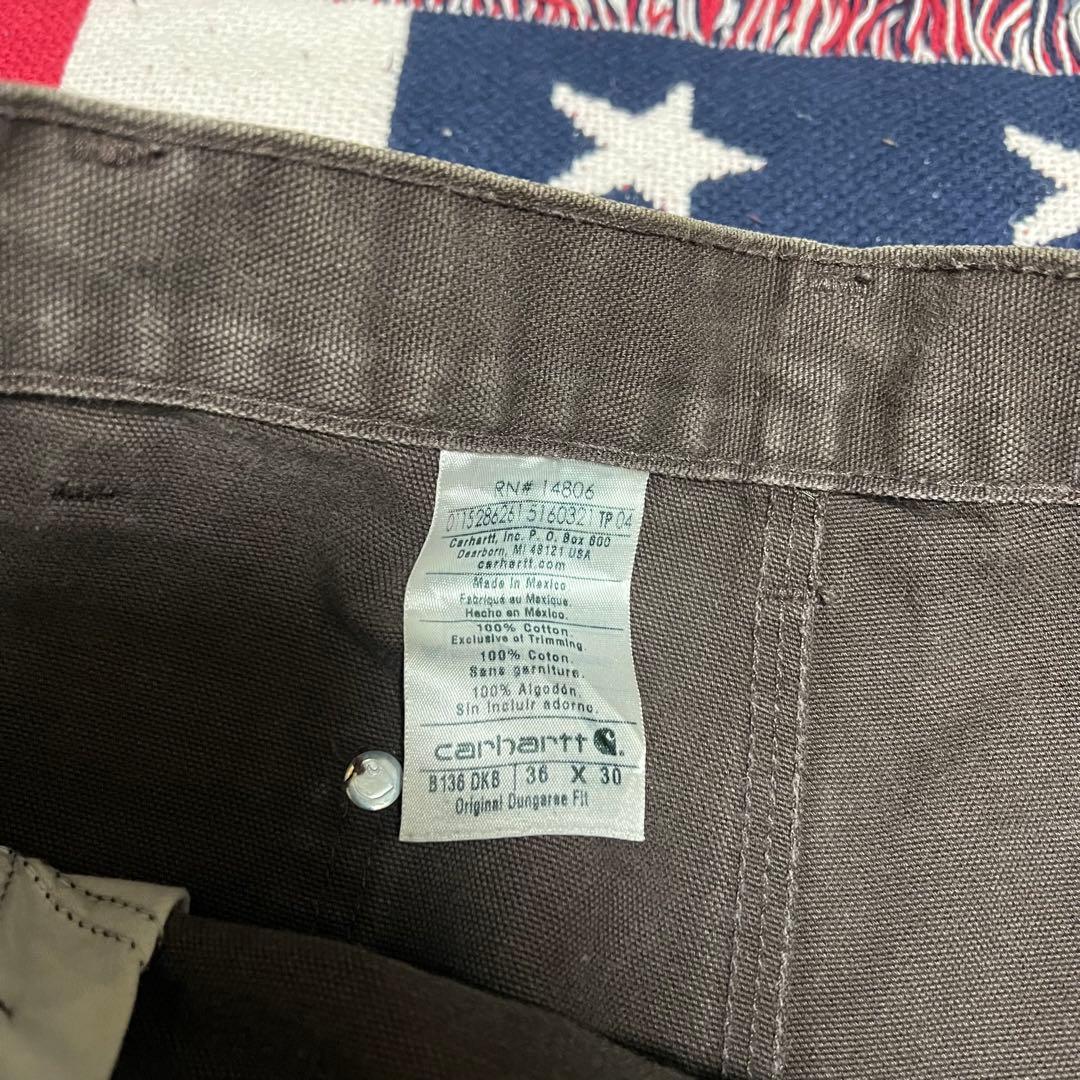 RN# 14806
0115286261 5160321 TP 04
Carhartt, Inc. P. O. Box 600
Dearborn, MI 48121 USA
carhartt.com
Made in Mexico
Fabriqué au Mexique.
Hecho en México.
100% Cotton.
Exclusive of Trimming.
100% Coton.
Sans garniture.
100% Algodón.
Sin incluir adorno.
carhartt
B136 DKB 36 X 30
Original Dungaree Fit